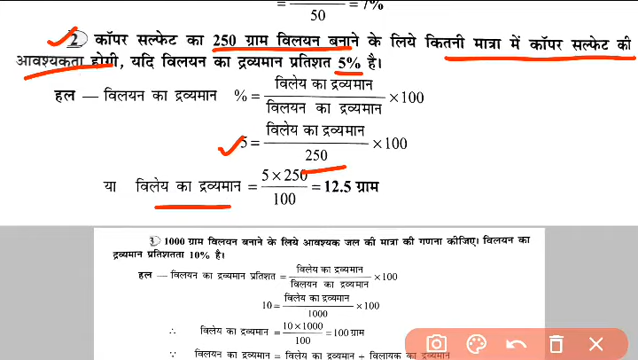 50 = 7%
2 कॉपर सल्फेट का 250 ग्राम विलयन बनाने के लिये कितनी मात्रा में कॉपर सल्फेट की
आवश्यकता होगी, यदि विलयन का द्रव्यमान प्रतिशत 5% है।
हल — विलयन का द्रव्यमान % = विलेय का द्रव्यमान / विलयन का द्रव्यमान × 100
5 = विलेय का द्रव्यमान / 250 × 100
या विलेय का द्रव्यमान = 5 × 250 / 100 = 12.5 ग्राम
3 1000 ग्राम विलयन बनाने के लिये आवश्यक जल की मात्रा की गणना कीजिए। विलयन का
द्रव्यमान प्रतिशतता 10% है।
हल — विलयन का द्रव्यमान प्रतिशत = विलेय का द्रव्यमान / विलयन का द्रव्यमान × 100
10 = विलेय का द्रव्यमान / 1000 × 100
∴ विलेय का द्रव्यमान = 10 × 1000 / 100 = 100 ग्राम
∵ विलयन का द्रव्यमान = विलेय का द्रव्यमान + विलायक का द्रव्यमान